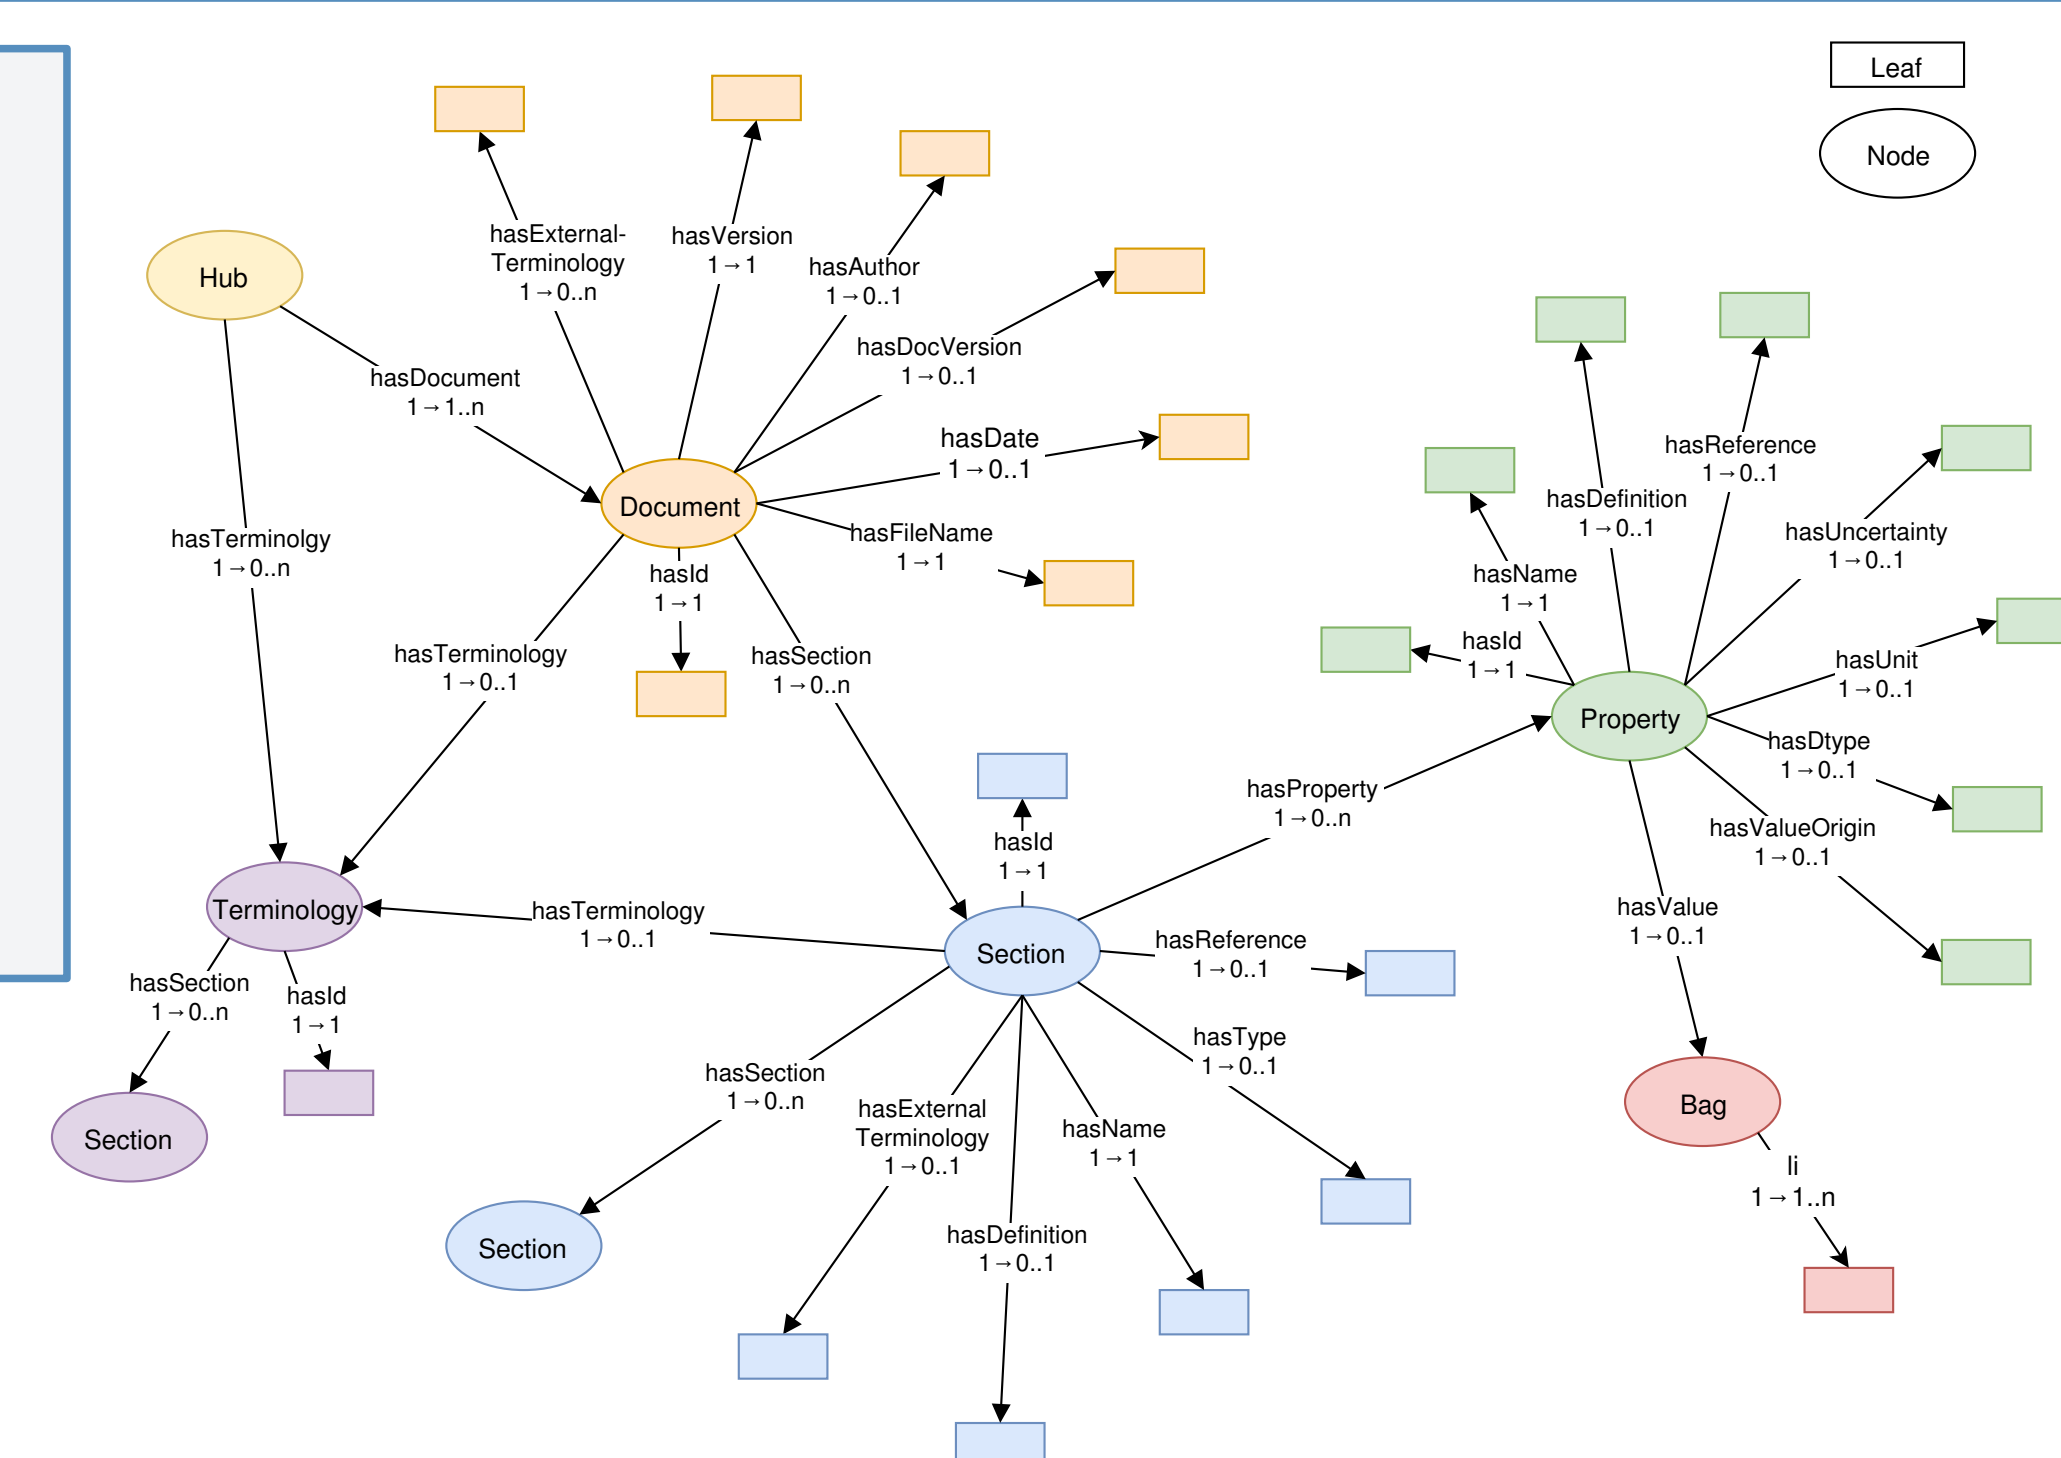 Leaf
Node
hasExternal-
Terminology
1→0..n
hasVersion
1→1
hasAuthor
1→0..1
Hub
hasDocVersion
1→0..1
hasDocument
1→1..n
hasDate
1→0..1
Document
hasFileName
1→1
hasTerminolgy
1→0..n
hasId
1→1
hasTerminology
1→0..1
hasSection
1→0..n
hasReference
1→0..1
hasDefinition
1→0..1
hasUncertainty
1→0..1
hasName
1→1
hasId
1→1
hasUnit
1→0..1
Property
hasDtype
1→0..1
hasProperty
1→0..n
hasValueOrigin
1→0..1
hasValue
1→0..1
hasId
1→1
Terminology
hasTerminology
1→0..1
Section
hasReference
1→0..1
hasSection
1→0..n
hasId
1→1
hasType
1→0..1
hasSection
1→0..n
hasExternal
Terminology
1→0..1
hasName
1→1
Bag
Section
li
1→1..n
Section
hasDefinition
1→0..1